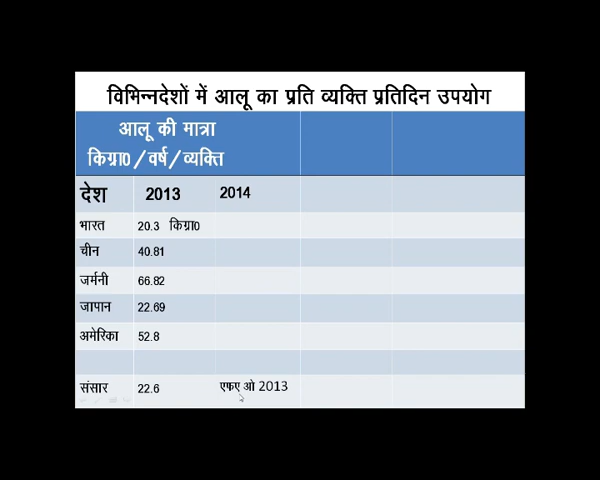 विभिन्नदेशों में आलू का प्रति व्यक्ति प्रतिदिन उपयोग
आलू की मात्रा
किग्रा0/वर्ष/व्यक्ति
देश 2013 2014
भारत 20.3 किग्रा0
चीन 40.81
जर्मनी 66.82
जापान 22.69
अमेरिका 52.8
संसार 22.6 एफए ओ 2013